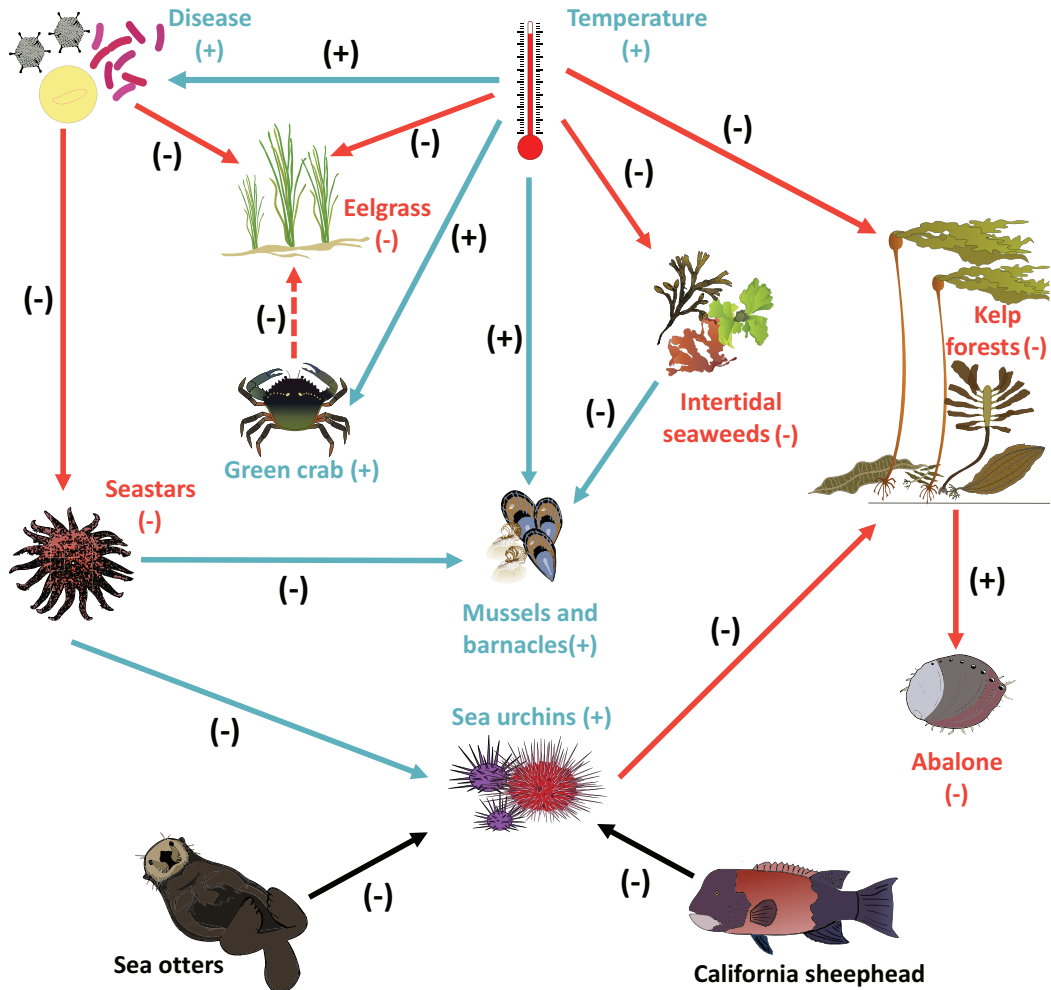 Disease
(+)
Temperature
(+)
(+)
(-)
(-)
(-)
(-)
Eelgrass
(-)
(+)
(-)
(-)
(+)
Kelp
forests (-)
(-)
Intertidal
seaweeds (-)
Green crab (+)
Seastars
(-)
(-)
(+)
Mussels and
barnacles(+)
(-)
Sea urchins (+)
(-)
Abalone
(-)
(-)
(-)
Sea otters
California sheephead